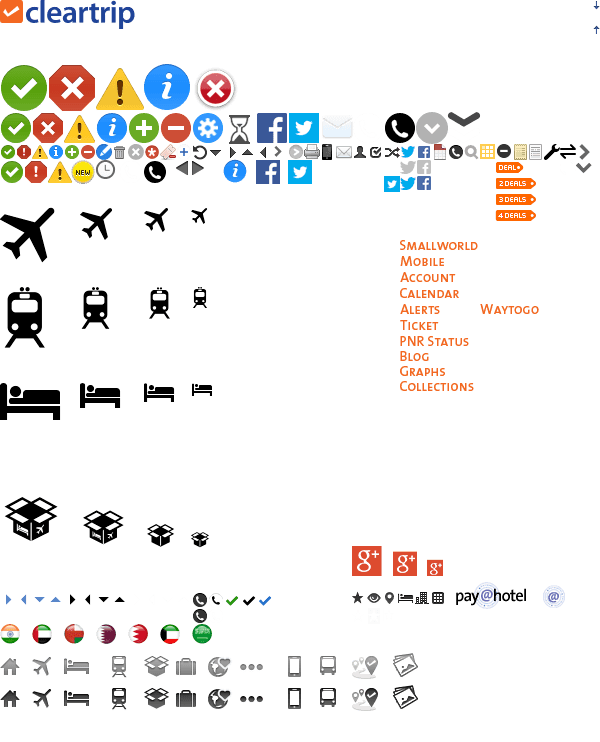 cleartrip
NEW
DEAL
2 DEALS
3 DEALS
4 DEALS
Smallworld
Mobile
Account
Calendar
Alerts
Waytogo
Ticket
PNR Status
Blog
Graphs
Collections
g+ g+ g+
pay@hotel @